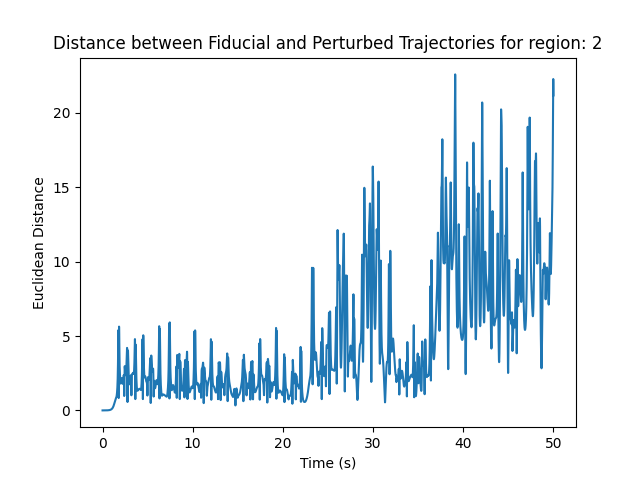 Distance between Fiducial and Perturbed Trajectories for region: 2
Euclidean Distance
20
15
10
5
0
0 10 20 30 40 50
Time (s)